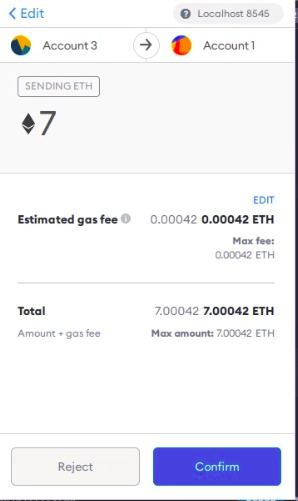 Edit
Localhost 8545
Account 3
Account 1
SENDING ETH
7
EDIT
Estimated gas fee 0.00042 0.00042 ETH
Max fee:
0.00042 ETH
Total 7.00042 7.00042 ETH
Amount + gas fee Max amount: 7.00042 ETH
Reject
Confirm